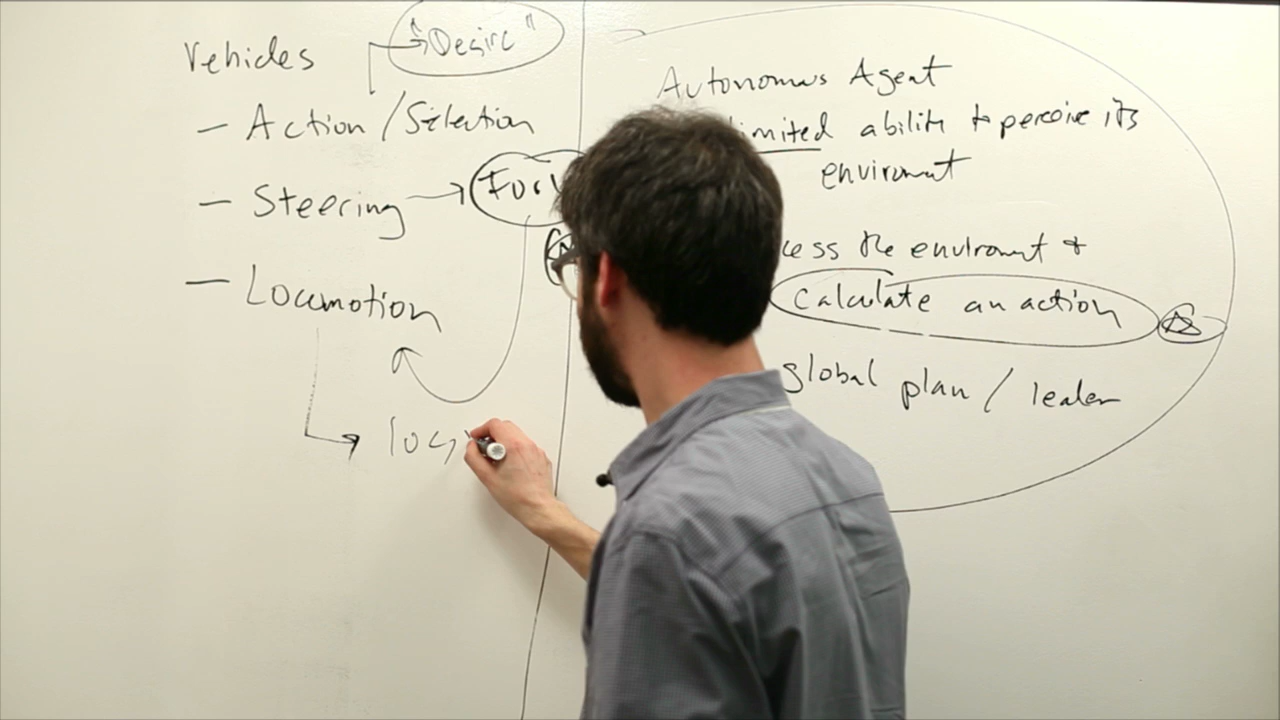 Vehicles
"Desire"
- Action / Selection
- Steering →
- Locomotion
Autonomous Agent
limited ability to perceive its
environment
the environment &
Calculate an action
global plan / leader